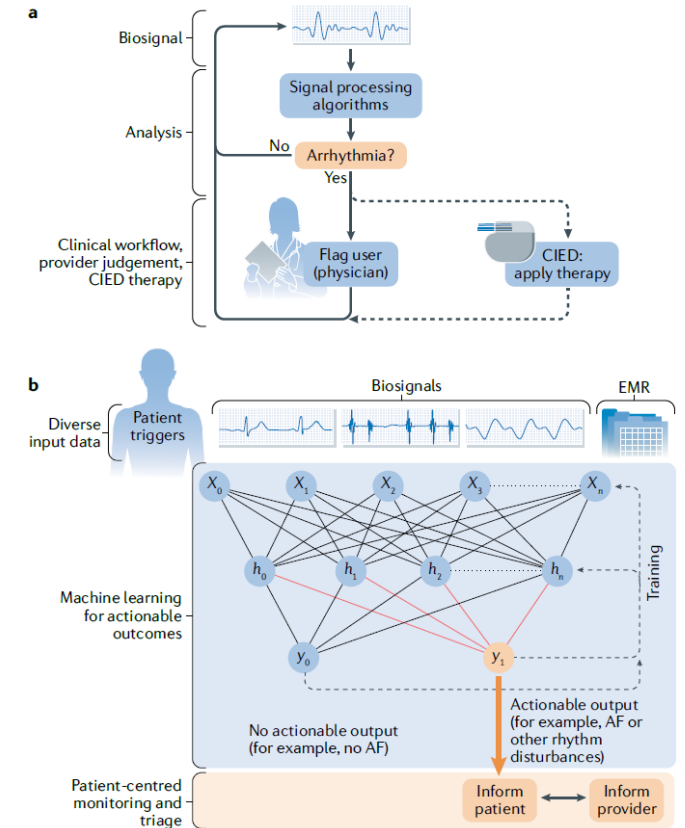 a
Biosignal
Signal processing
algorithms
Analysis
No
Arrhythmia?
Yes
Clinical workflow,
provider judgement,
CIED therapy
Flag user
(physician)
CIED:
apply therapy
b
Biosignals
EMR
Diverse
input data
Patient
triggers
X0
X1
X2
X3
Xn
h0
h1
h2
hn
Training
Machine learning
for actionable
outcomes
y0
y1
No actionable output
(for example, no AF)
Actionable output
(for example, AF or
other rhythm
disturbances)
Patient-centred
monitoring and
triage
Inform
patient
Inform
provider